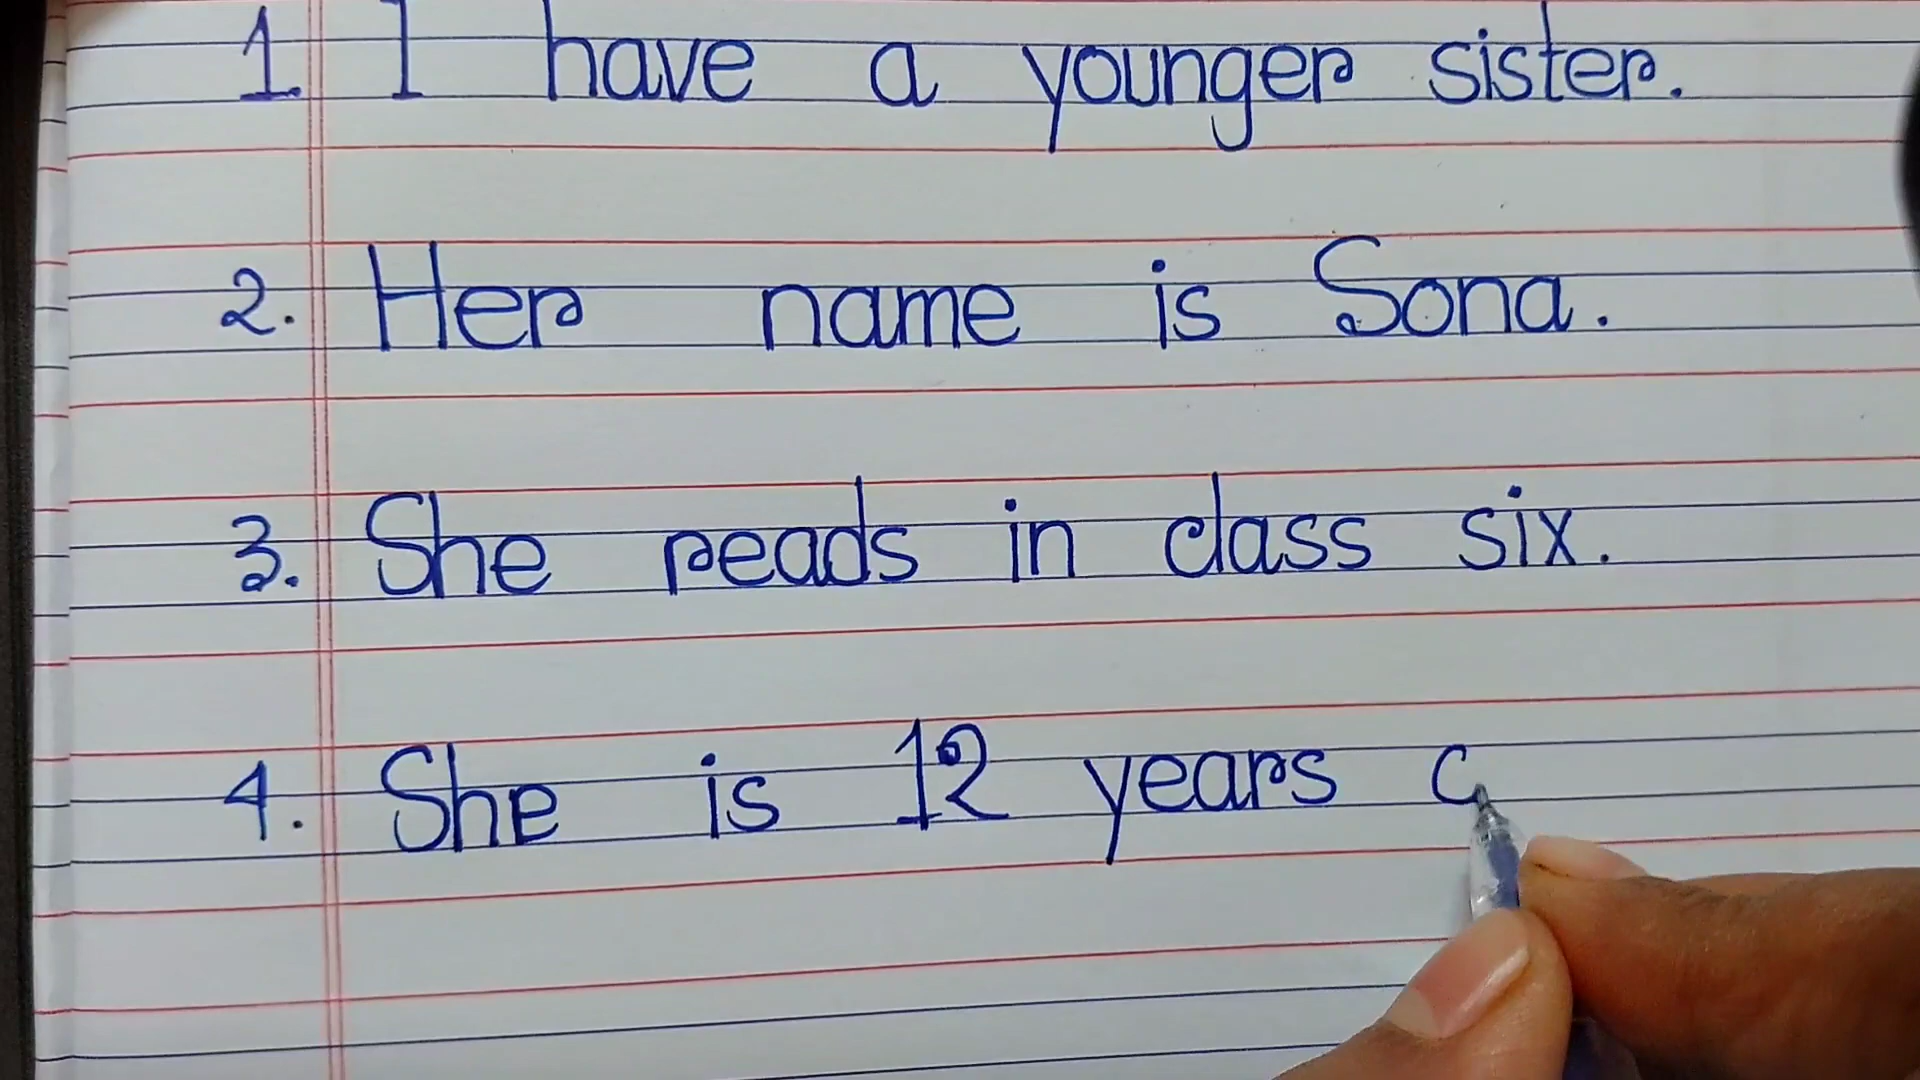 1. I have a younger sister.
2. Her name is Sona.
3. She reads in class six.
4. She is 12 years